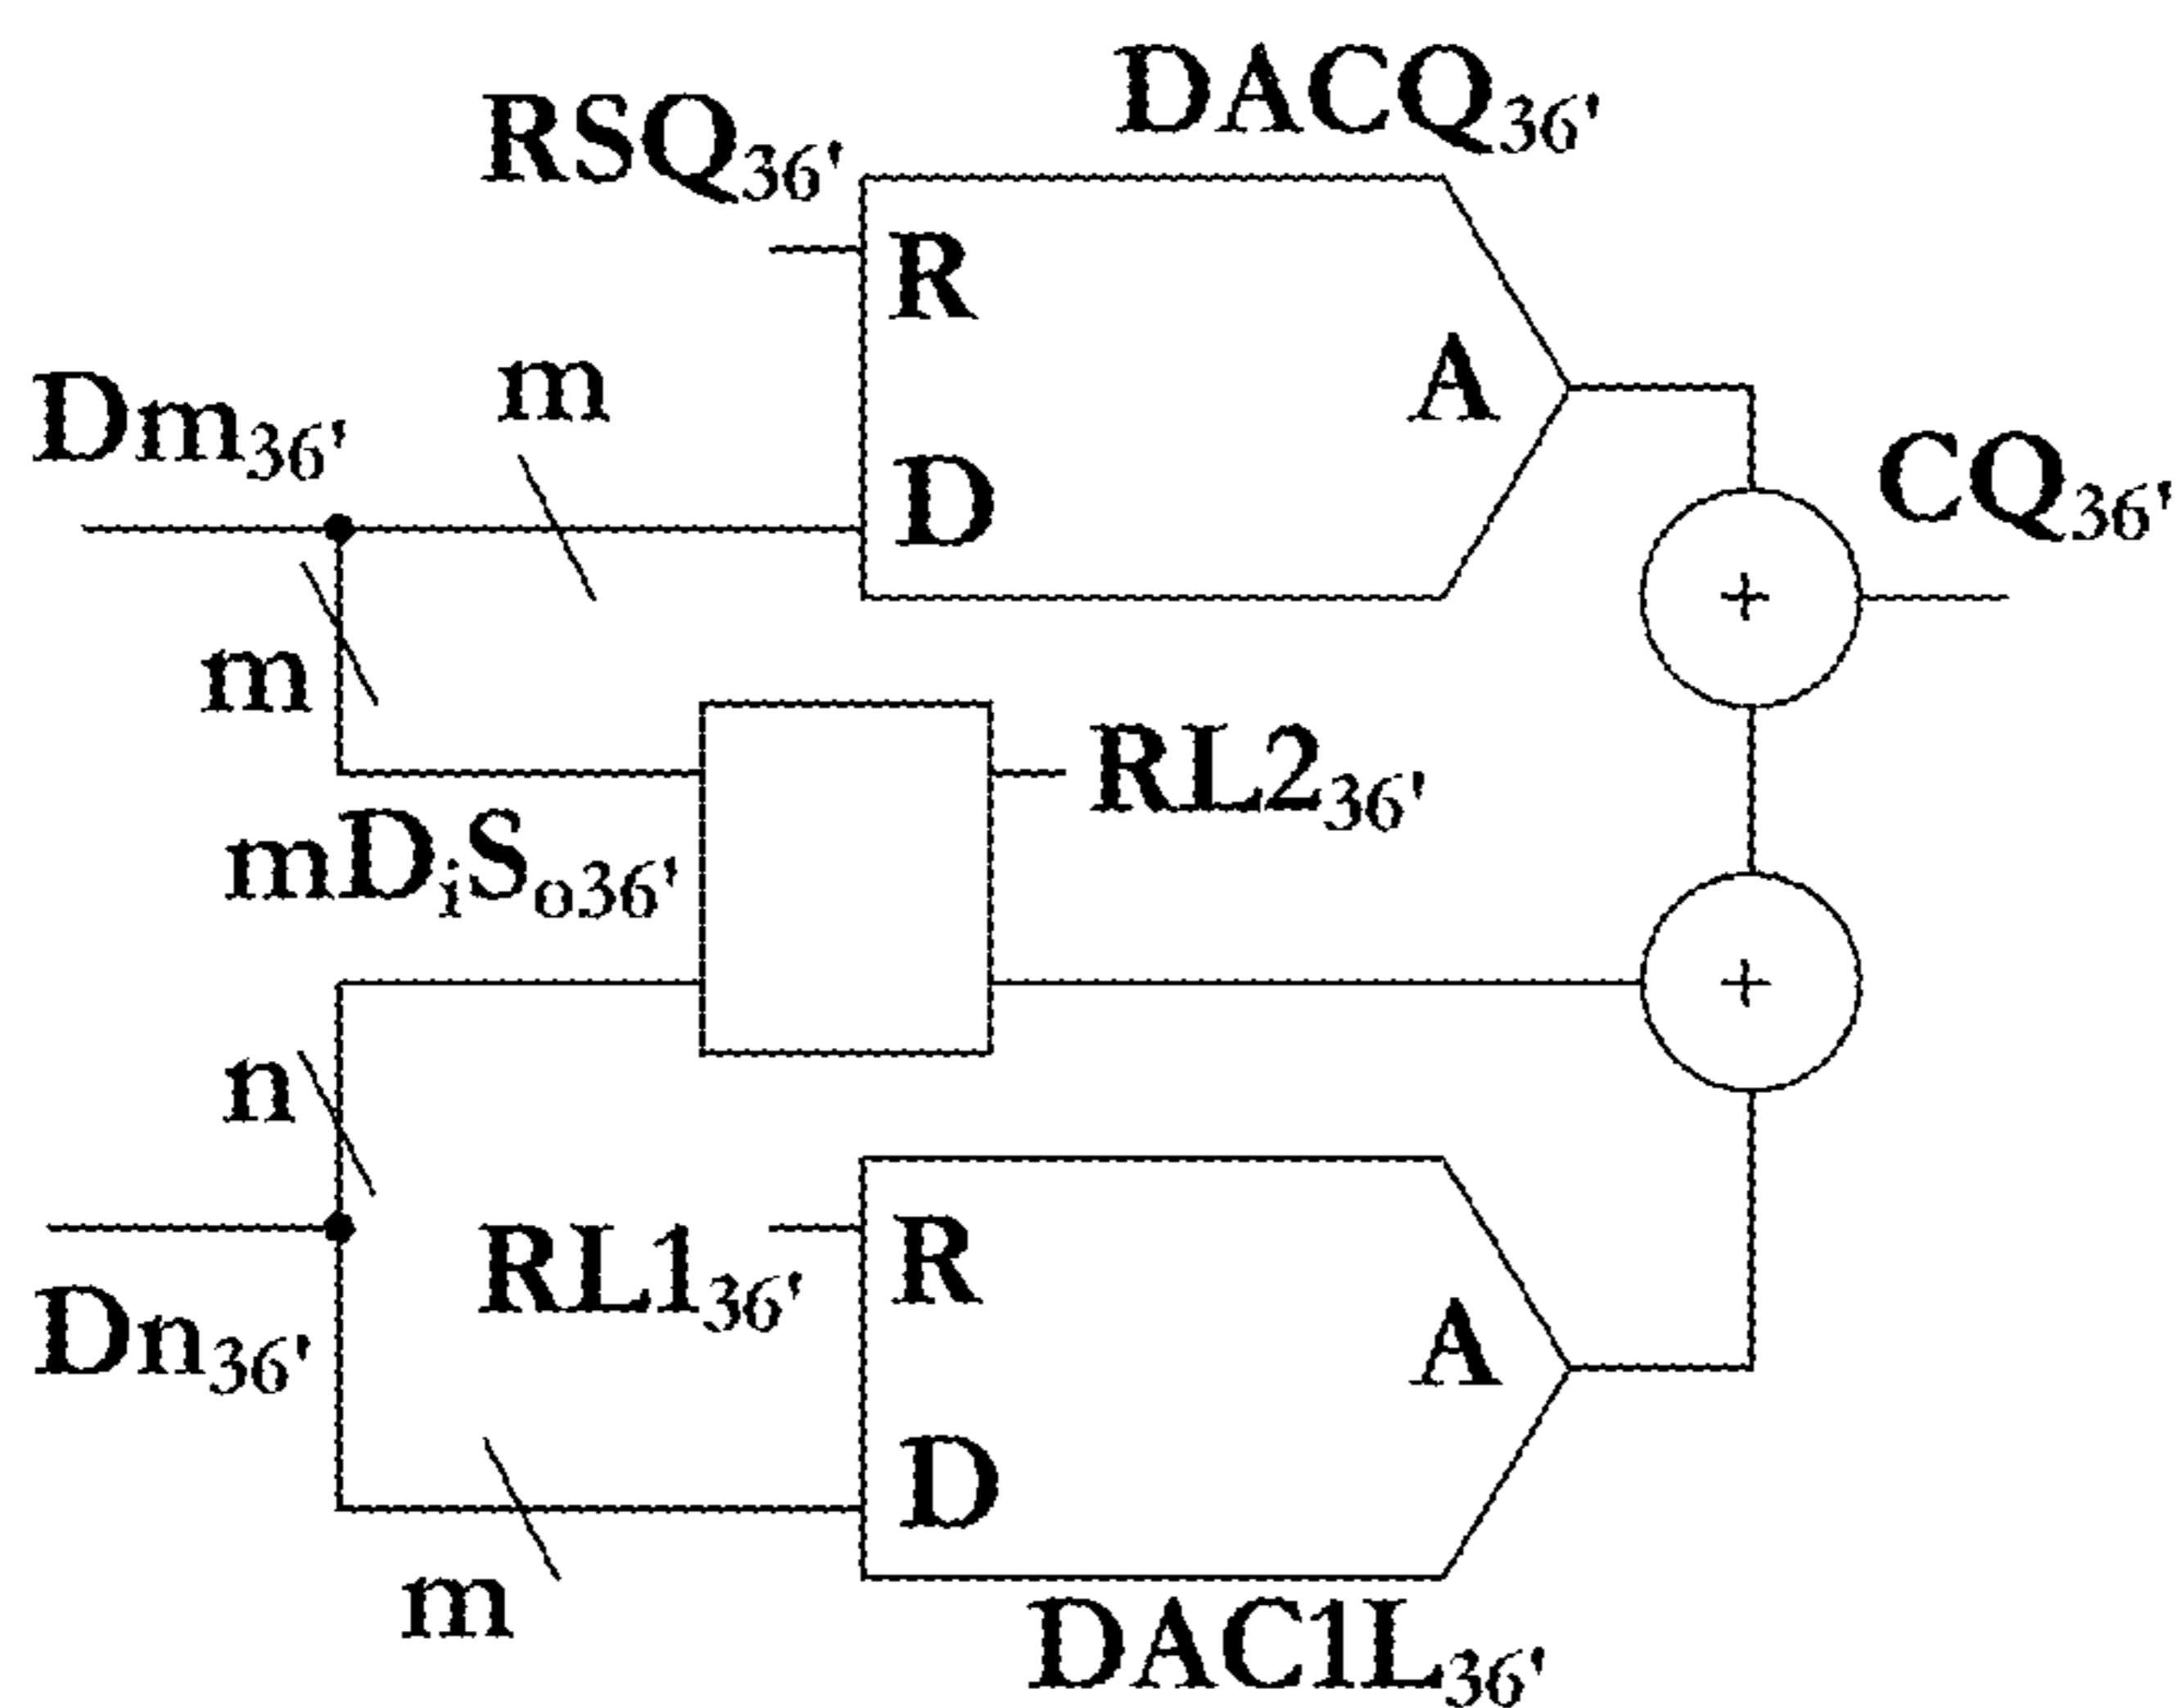 DACQ36'
RSQ36'
R
A
m
Dm36'
D
CQ36'
+
m
RL236'
mDiSo36'
+
n
RL136'
R
Dn36'
A
D
m
DAC1L36'